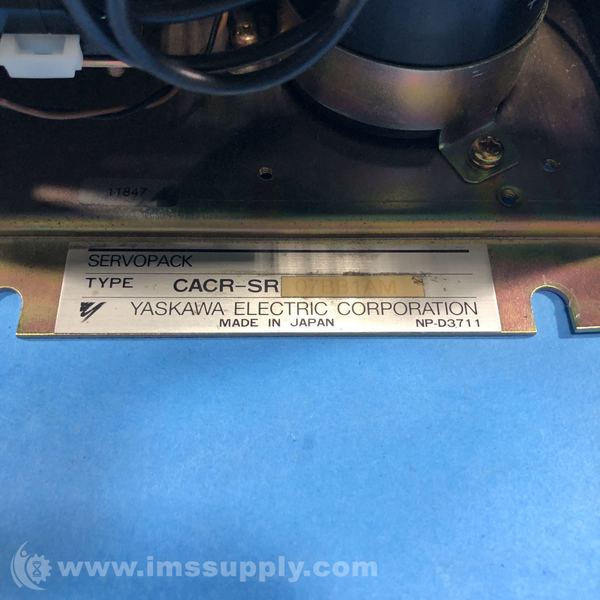 11847
SERVOPACK
TYPE CACR-SR 07BB1AM
YASKAWA ELECTRIC CORPORATION
MADE IN JAPAN NP-D3711
www.imssupply.com